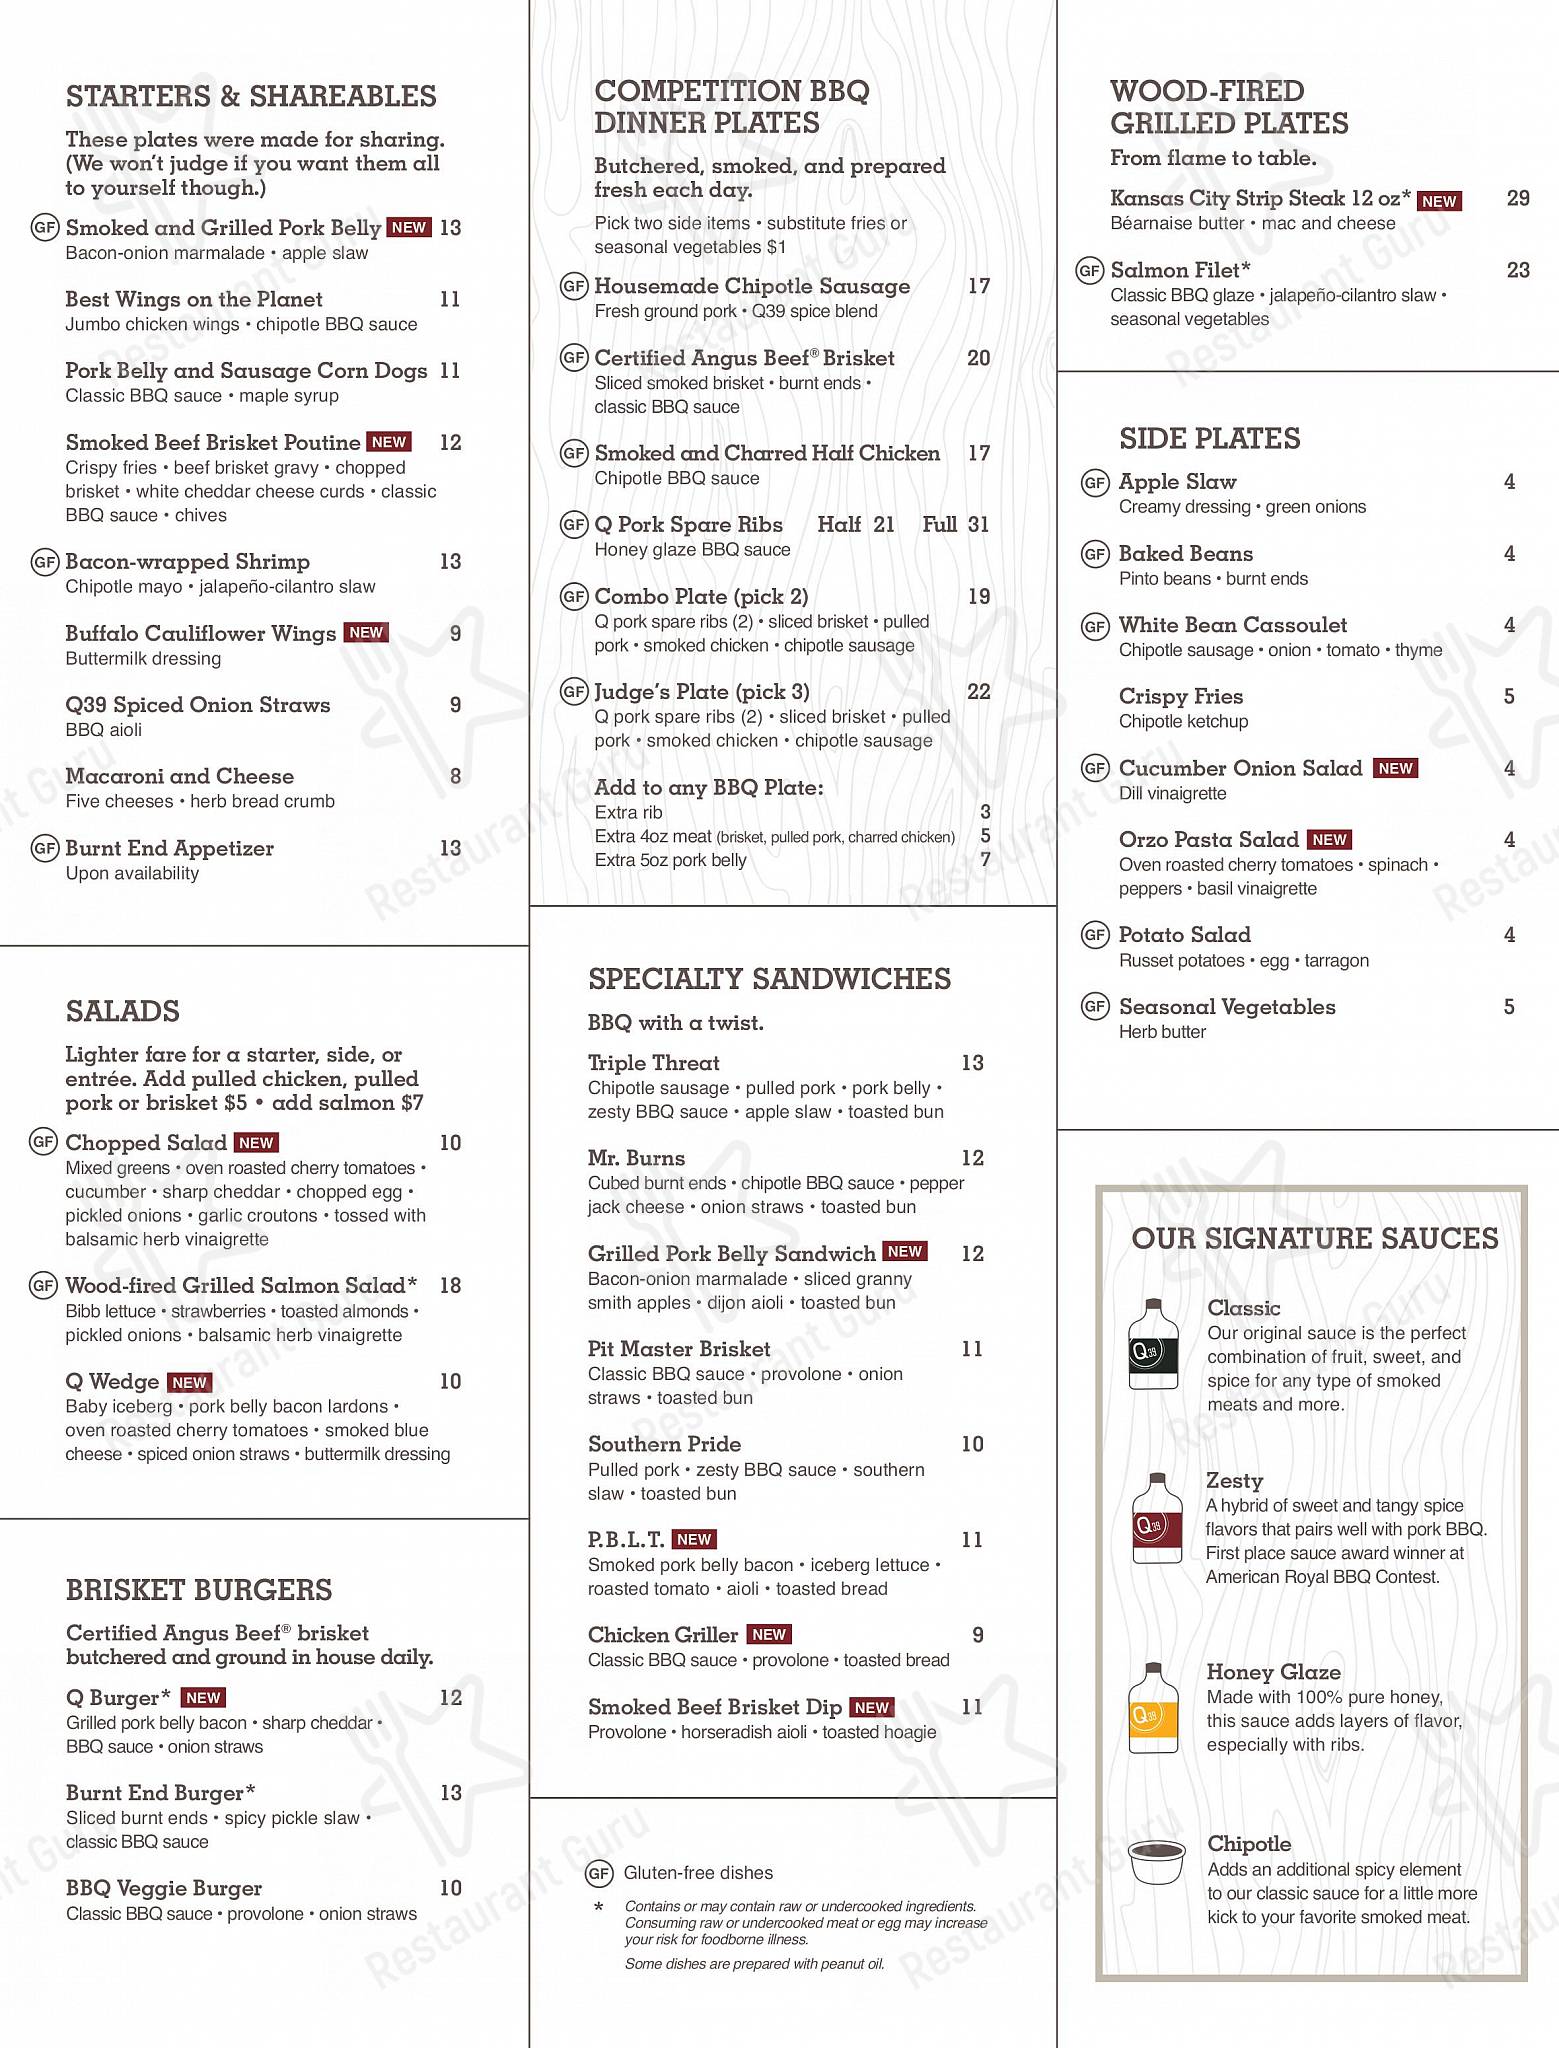 STARTERS & SHAREABLES
These plates were made for sharing.
(We won't judge if you want them all
to yourself though.)
GF Smoked and Grilled Pork Belly NEW 13
Bacon-onion marmalade • apple slaw
Best Wings on the Planet 11
Jumbo chicken wings • chipotle BBQ sauce
Pork Belly and Sausage Corn Dogs 11
Classic BBQ sauce • maple syrup
Smoked Beef Brisket Poutine NEW 12
Crispy fries • beef brisket gravy • chopped
brisket • white cheddar cheese curds • classic
BBQ sauce • chives
GF Bacon-wrapped Shrimp 13
Chipotle mayo • jalapeño-cilantro slaw
Buffalo Cauliflower Wings NEW 9
Buttermilk dressing
Q39 Spiced Onion Straws 9
BBQ aioli
Macaroni and Cheese 8
Five cheeses • herb bread crumb
GF Burnt End Appetizer 13
Upon availability
SALADS
Lighter fare for a starter, side, or
entrée. Add pulled chicken, pulled
pork or brisket $5 • add salmon $7
GF Chopped Salad NEW 10
Mixed greens • oven roasted cherry tomatoes •
cucumber • sharp cheddar • chopped egg •
pickled onions • garlic croutons • tossed with
balsamic herb vinaigrette
GF Wood-fired Grilled Salmon Salad* 18
Bibb lettuce • strawberries • toasted almonds •
pickled onions • balsamic herb vinaigrette
Q Wedge NEW 10
Baby iceberg • pork belly bacon lardons •
oven roasted cherry tomatoes • smoked blue
cheese • spiced onion straws • buttermilk dressing
BRISKET BURGERS
Certified Angus Beef® brisket
butchered and ground in house daily.
Q Burger* NEW 12
Grilled pork belly bacon • sharp cheddar •
BBQ sauce • onion straws
Burnt End Burger* 13
Sliced burnt ends • spicy pickle slaw •
classic BBQ sauce
BBQ Veggie Burger 10
Classic BBQ sauce • provolone • onion straws
COMPETITION BBQ
DINNER PLATES
Butchered, smoked, and prepared
fresh each day.
Pick two side items • substitute fries or
seasonal vegetables $1
GF Housemade Chipotle Sausage 17
Fresh ground pork • Q39 spice blend
GF Certified Angus Beef® Brisket 20
Sliced smoked brisket • burnt ends •
classic BBQ sauce
GF Smoked and Charred Half Chicken 17
Chipotle BBQ sauce
GF Q Pork Spare Ribs Half 21 Full 31
Honey glaze BBQ sauce
GF Combo Plate (pick 2) 19
Q pork spare ribs (2) • sliced brisket • pulled
pork • smoked chicken • chipotle sausage
GF Judge's Plate (pick 3) 22
Q pork spare ribs (2) • sliced brisket • pulled
pork • smoked chicken • chipotle sausage
Add to any BBQ Plate:
Extra rib 3
Extra 4oz meat (brisket, pulled pork, charred chicken) 5
Extra 5oz pork belly 7
SPECIALTY SANDWICHES
BBQ with a twist.
Triple Threat 13
Chipotle sausage • pulled pork • pork belly •
zesty BBQ sauce • apple slaw • toasted bun
Mr. Burns 12
Cubed burnt ends • chipotle BBQ sauce • pepper
jack cheese • onion straws • toasted bun
Grilled Pork Belly Sandwich NEW 12
Bacon-onion marmalade • sliced granny
smith apples • dijon aioli • toasted bun
Pit Master Brisket 11
Classic BBQ sauce • provolone • onion
straws • toasted bun
Southern Pride 10
Pulled pork • zesty BBQ sauce • southern
slaw • toasted bun
P.B.L.T. NEW 11
Smoked pork belly bacon • iceberg lettuce •
roasted tomato • aioli • toasted bread
Chicken Griller NEW 9
Classic BBQ sauce • provolone • toasted bread
Smoked Beef Brisket Dip NEW 11
Provolone • horseradish aioli • toasted hoagie
GF Gluten-free dishes
* Contains or may contain raw or undercooked ingredients.
Consuming raw or undercooked meat or egg may increase
your risk for foodborne illness.
Some dishes are prepared with peanut oil.
WOOD-FIRED
GRILLED PLATES
From flame to table.
Kansas City Strip Steak 12 oz* NEW 29
Béarnaise butter • mac and cheese
GF Salmon Filet* 23
Classic BBQ glaze • jalapeño-cilantro slaw •
seasonal vegetables
SIDE PLATES
GF Apple Slaw 4
Creamy dressing • green onions
GF Baked Beans 4
Pinto beans • burnt ends
GF White Bean Cassoulet 4
Chipotle sausage • onion • tomato • thyme
Crispy Fries 5
Chipotle ketchup
GF Cucumber Onion Salad NEW 4
Dill vinaigrette
Orzo Pasta Salad NEW 4
Oven roasted cherry tomatoes • spinach •
peppers • basil vinaigrette
GF Potato Salad 4
Russet potatoes • egg • tarragon
GF Seasonal Vegetables 5
Herb butter
OUR SIGNATURE SAUCES
Q39
Classic
Our original sauce is the perfect
combination of fruit, sweet, and
spice for any type of smoked
meats and more.
Q39
Zesty
A hybrid of sweet and tangy spice
flavors that pairs well with pork BBQ.
First place sauce award winner at
American Royal BBQ Contest.
Q39
Honey Glaze
Made with 100% pure honey,
this sauce adds layers of flavor,
especially with ribs.
Chipotle
Adds an additional spicy element
to our classic sauce for a little more
kick to your favorite smoked meat.
Restaurant Guru
Restaurant Guru
Restaurant Guru
Restaurant Guru
Restaurant Guru
Restaurant Guru
Restaurant Guru
Restaurant Guru
Restaurant Guru
Restaurant Guru